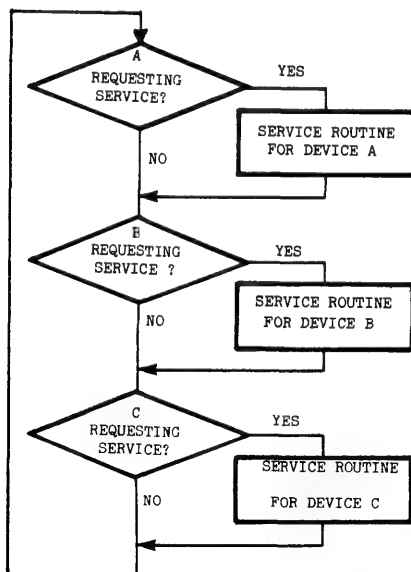 A
REQUESTING
SERVICE?
YES
SERVICE ROUTINE
FOR DEVICE A
NO
B
REQUESTING
SERVICE ?
YES
SERVICE ROUTINE
FOR DEVICE B
NO
C
REQUESTING
SERVICE?
YES
SERVICE ROUTINE
FOR DEVICE C
NO